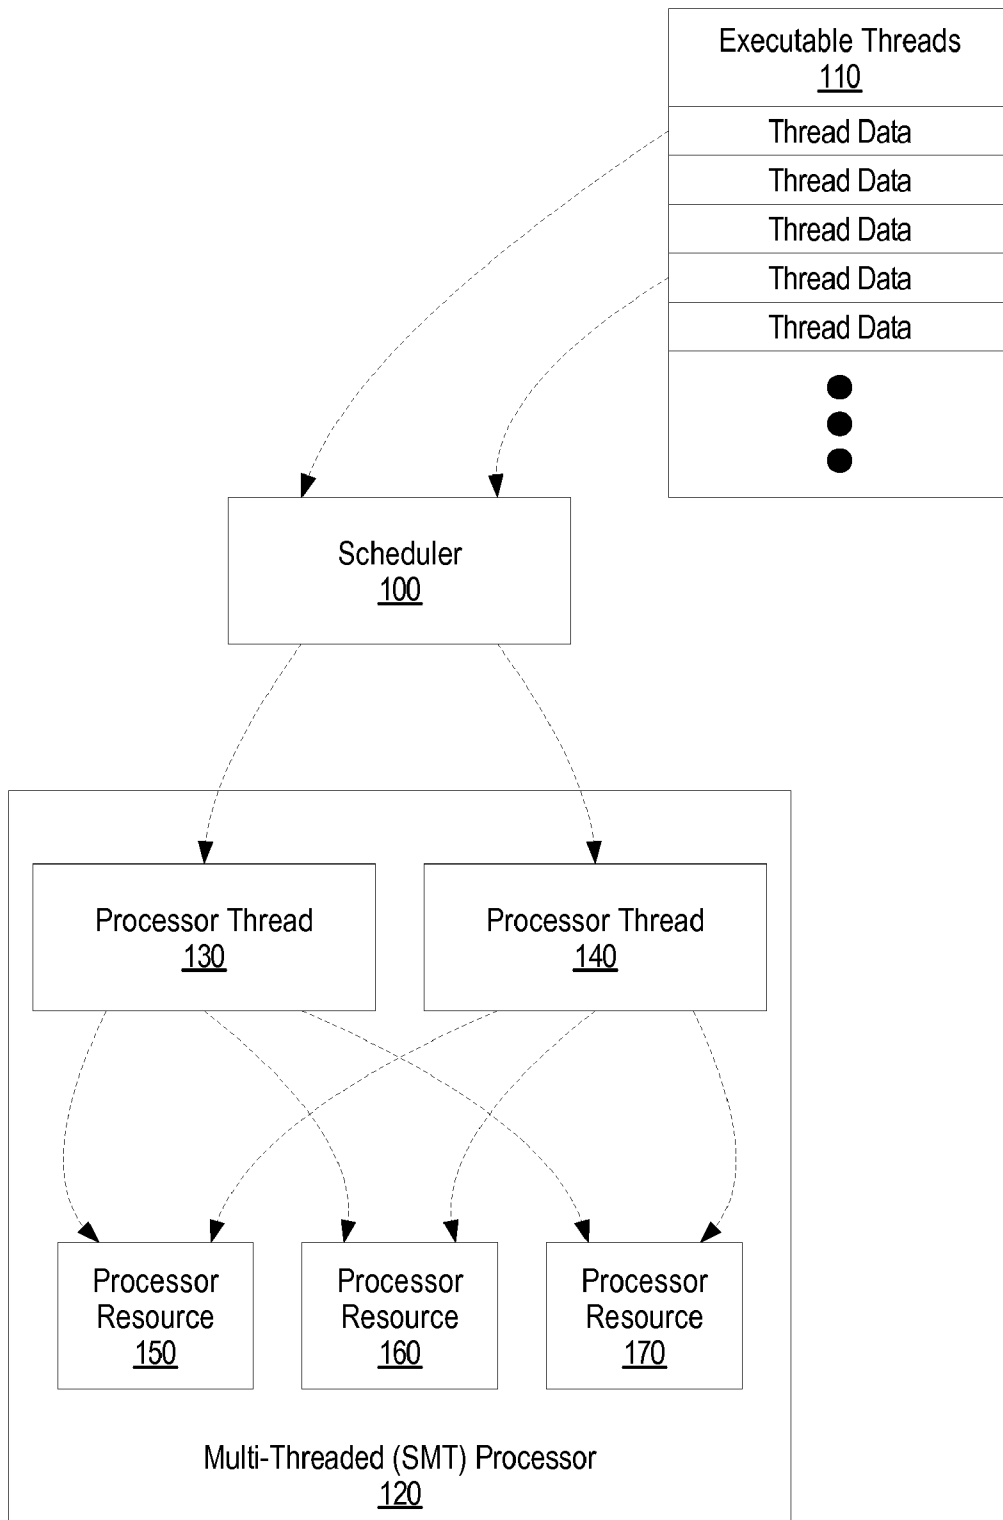 Executable Threads
110
Thread Data
Thread Data
Thread Data
Thread Data
Thread Data
Scheduler
100
Processor Thread
130
Processor Thread
140
Processor
Resource
150
Processor
Resource
160
Processor
Resource
170
Multi-Threaded (SMT) Processor
120